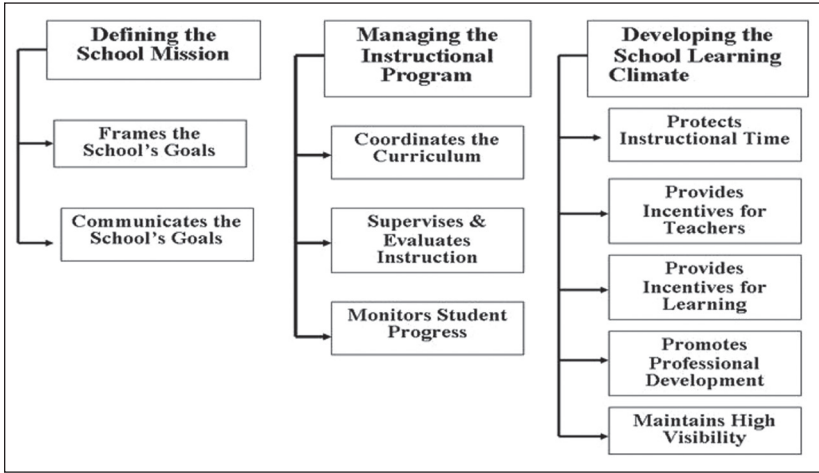 Defining the
School Mission
Frames the
School's Goals
Communicates the
School's Goals
Managing the
Instructional
Program
Coordinates the
Curriculum
Supervises &
Evaluates
Instruction
Monitors Student
Progress
Developing the
School Learning
Climate
Protects
Instructional Time
Provides
Incentives for
Teachers
Provides
Incentives for
Learning
Promotes
Professional
Development
Maintains High
Visibility